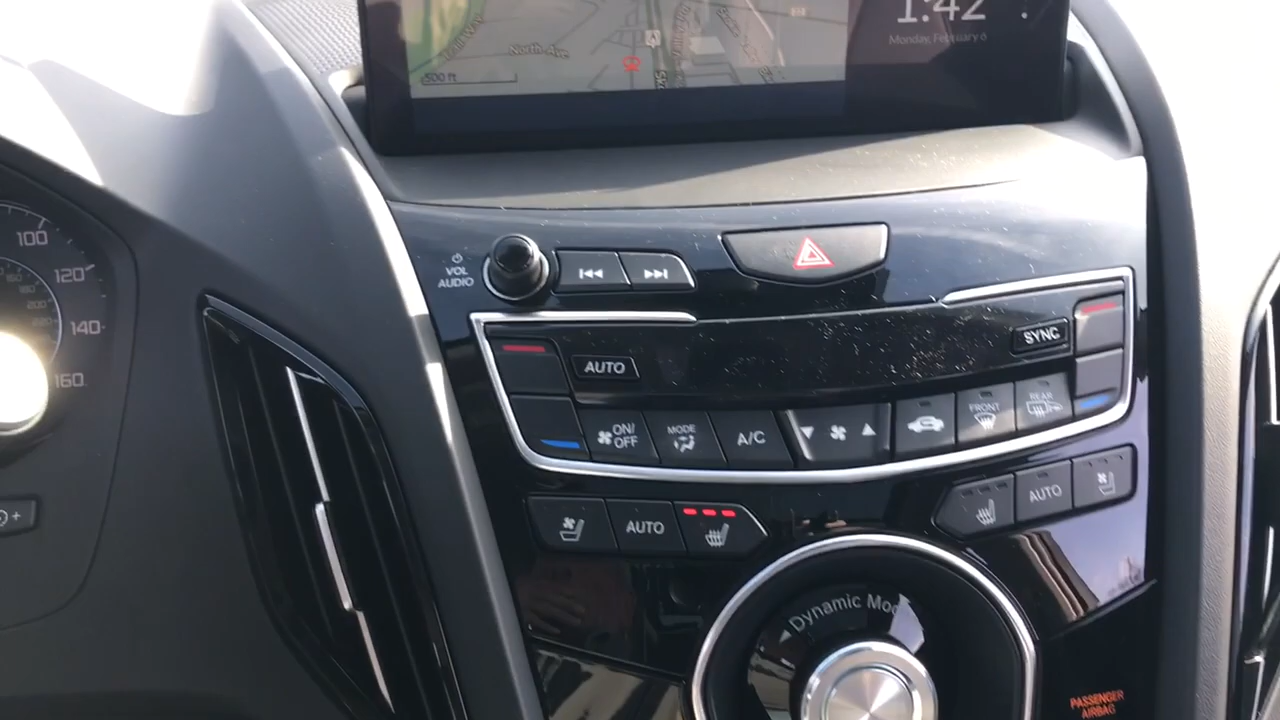 1:42
Monday, February 6
North-Ave
500 ft
100
120
140
160
VOL
AUDIO
AUTO
SYNC
ON/
OFF
MODE
A/C
FRONT
REAR
AUTO
AUTO
Dynamic Mod
PASSENGER
AIRBAG